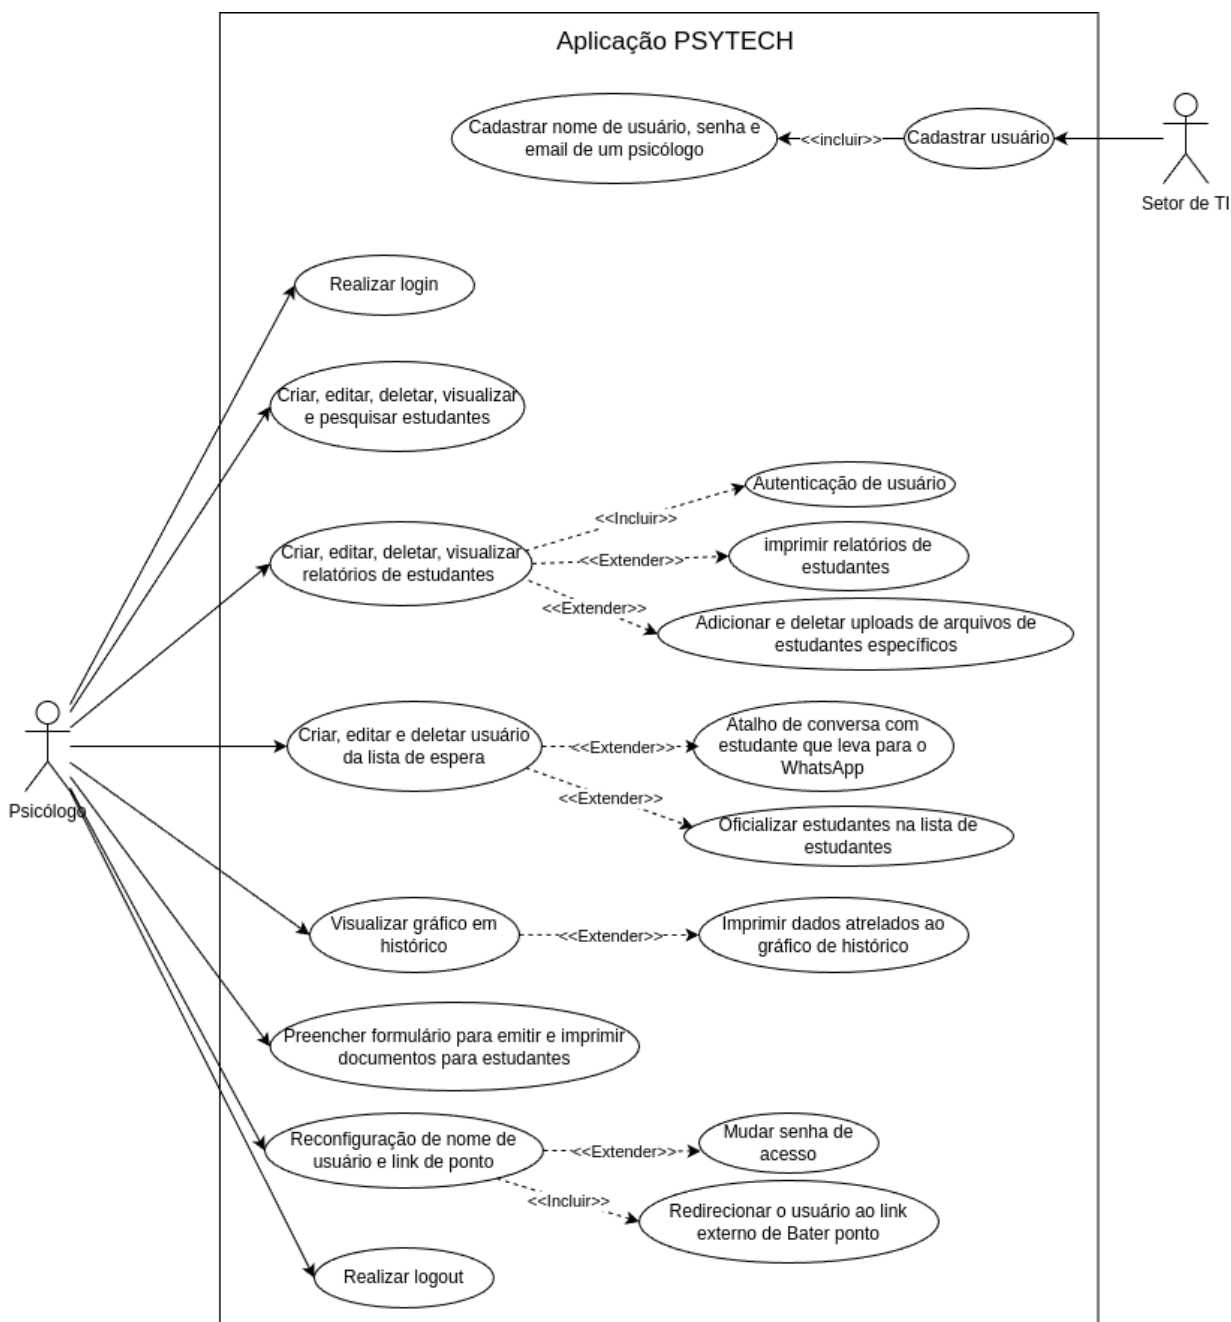 Aplicação PSYTECH
Cadastrar nome de usuário, senha e
email de um psicólogo
<<incluir>>
Cadastrar usuário
Setor de TI
Realizar login
Criar, editar, deletar, visualizar
e pesquisar estudantes
Autenticação de usuário
<<Incluir>>
Criar, editar, deletar, visualizar
relatórios de estudantes
<<Extender>>
imprimir relatórios de
estudantes
<<Extender>>
Adicionar e deletar uploads de arquivos de
estudantes específicos
Psicólogo
Criar, editar e deletar usuário
da lista de espera
<<Extender>>
Atalho de conversa com
estudante que leva para o
WhatsApp
<<Extender>>
Oficializar estudantes na lista de
estudantes
Visualizar gráfico em
histórico
<<Extender>>
Imprimir dados atrelados ao
gráfico de histórico
Preencher formulário para emitir e imprimir
documentos para estudantes
Reconfiguração de nome de
usuário e link de ponto
<<Extender>>
Mudar senha de
acesso
<<Incluir>>
Redirecionar o usuário ao link
externo de Bater ponto
Realizar logout